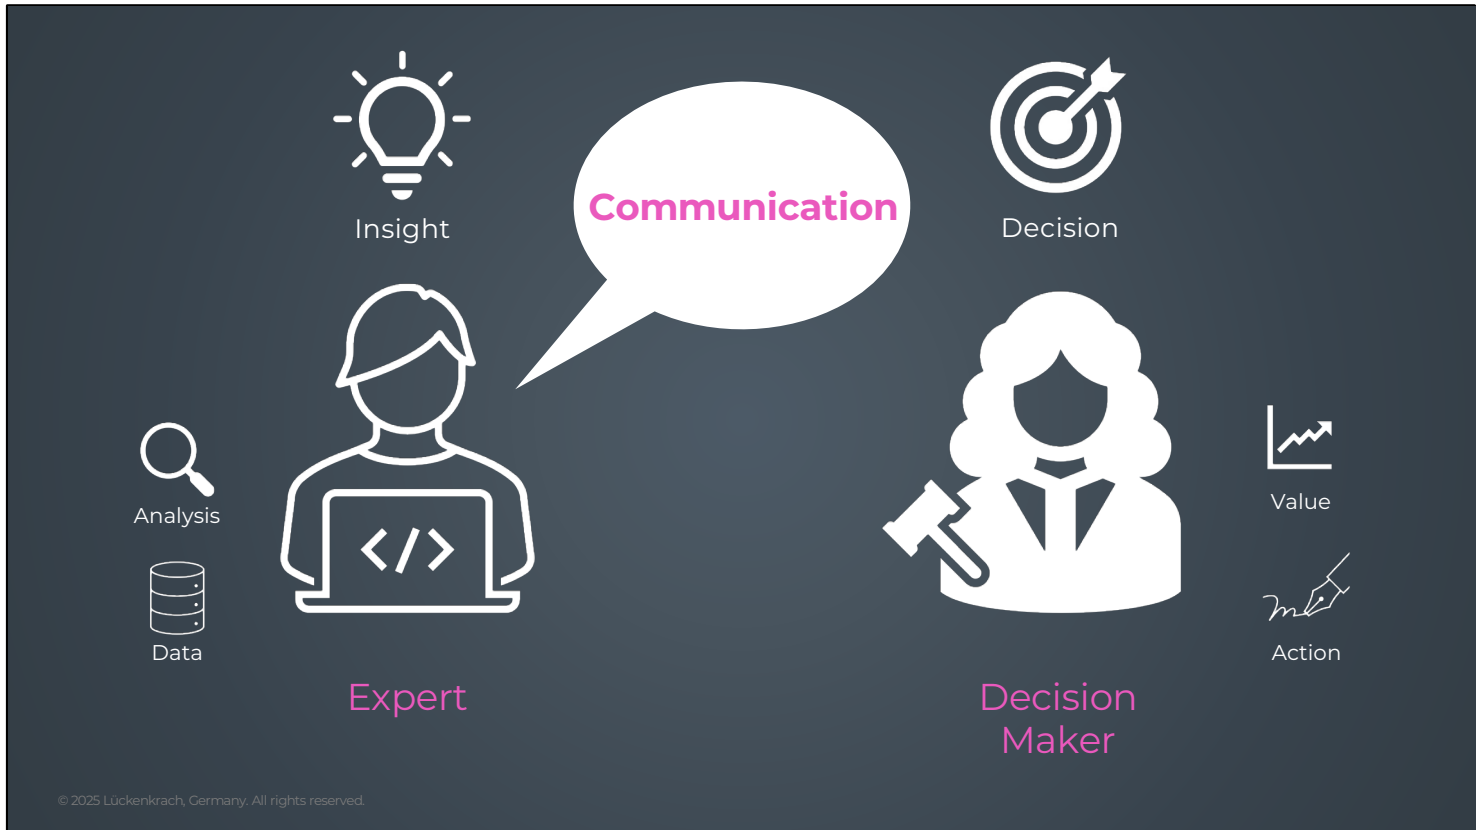 Insight
Communication
Decision
Analysis
</>
Value
Data
Action
Expert
Decision
Maker
© 2025 Lückenkrach, Germany. All rights reserved.